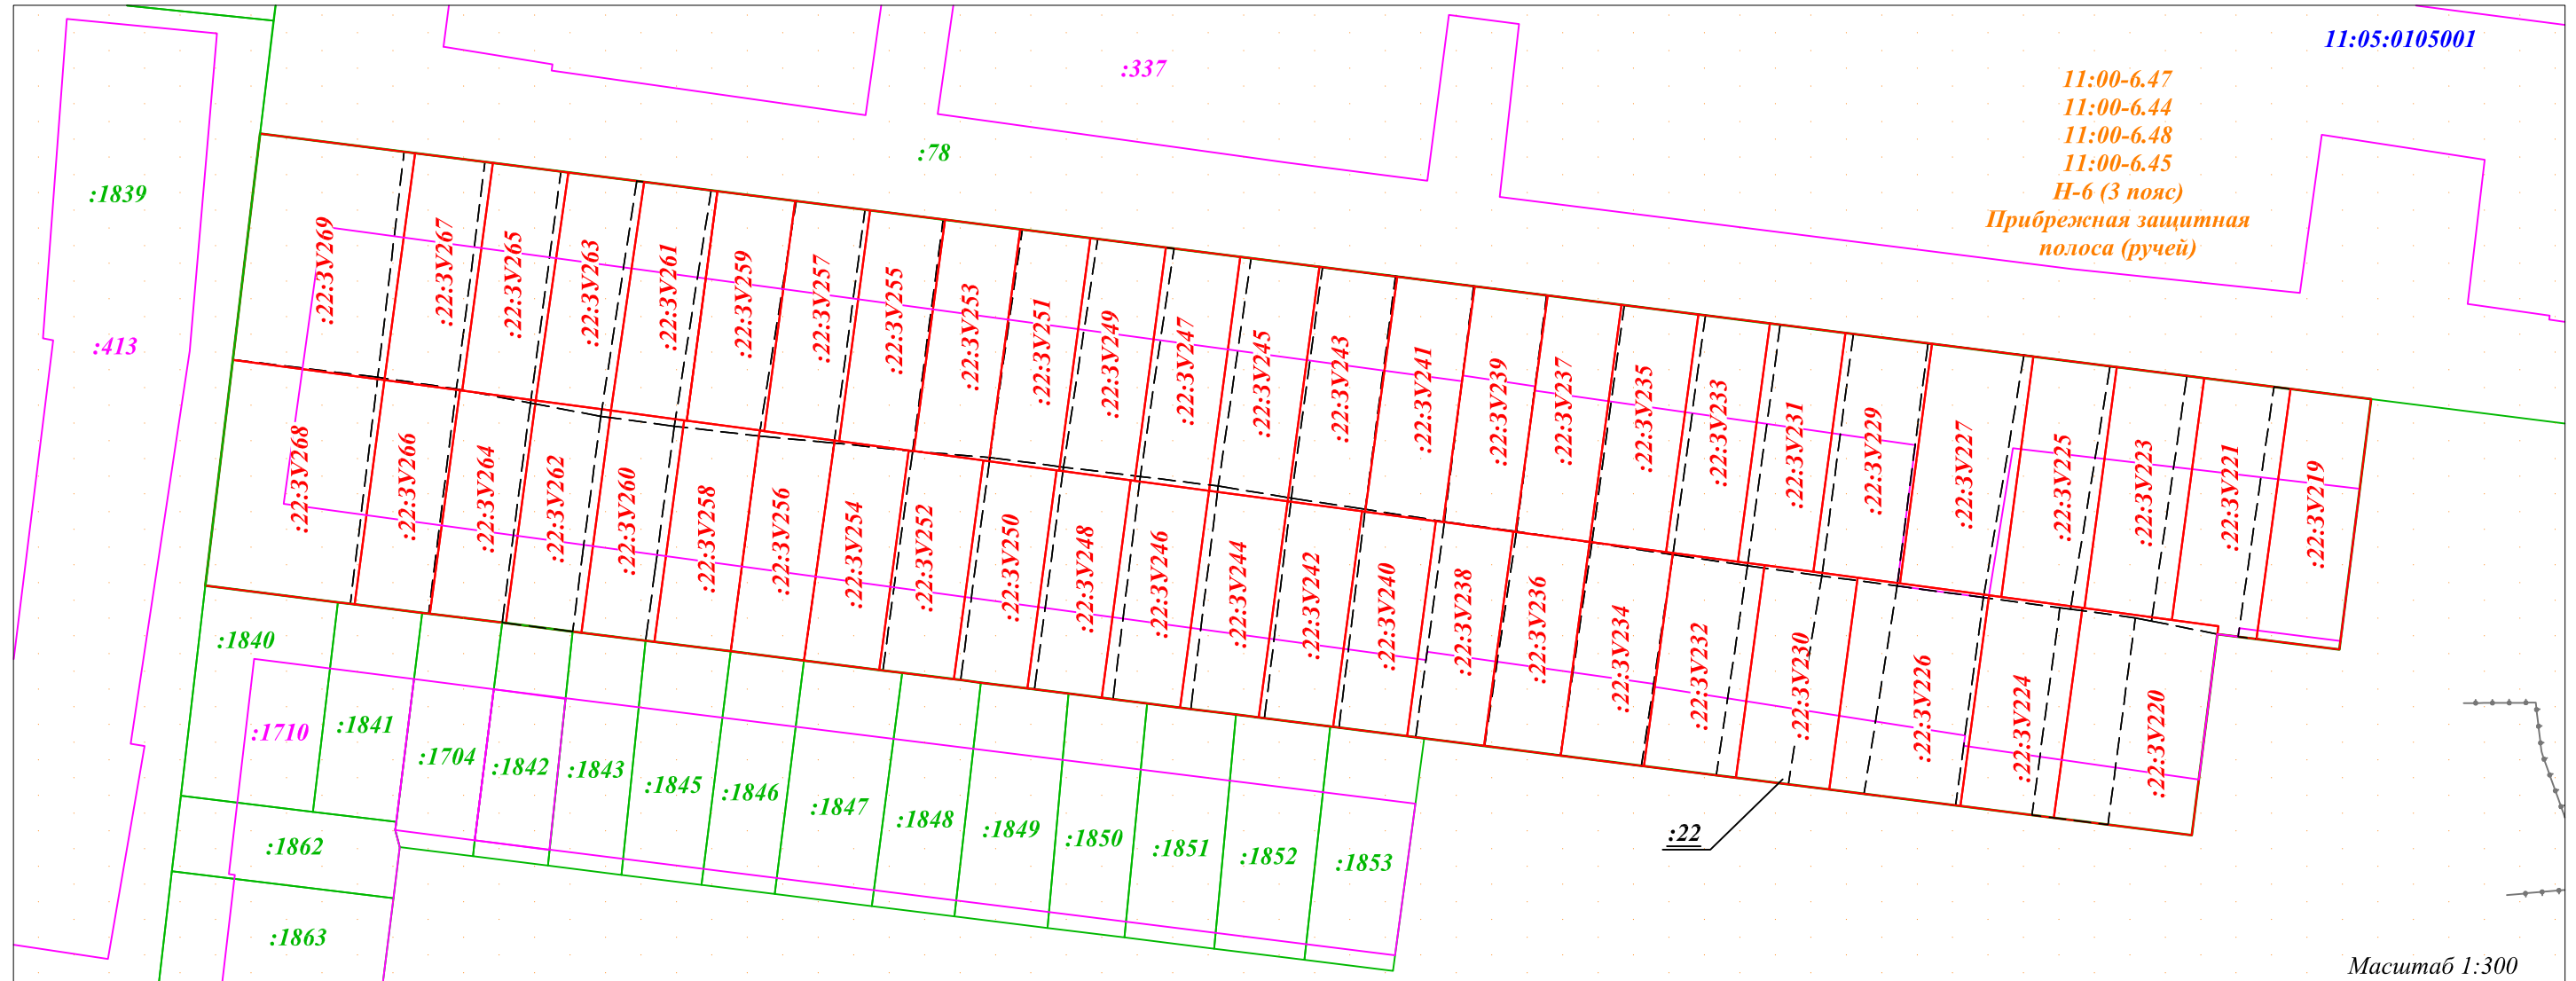 11:05:0105001
:337
11:00-6.47
11:00-6.44
11:00-6.48
11:00-6.45
Н-6 (3 пояс)
Прибрежная защитная
полоса (ручей)
:78
:1839
:413
:22:ЗУ269
:22:ЗУ267
:22:ЗУ265
:22:ЗУ263
:22:ЗУ261
:22:ЗУ259
:22:ЗУ257
:22:ЗУ255
:22:ЗУ253
:22:ЗУ251
:22:ЗУ249
:22:ЗУ247
:22:ЗУ245
:22:ЗУ243
:22:ЗУ241
:22:ЗУ239
:22:ЗУ237
:22:ЗУ235
:22:ЗУ233
:22:ЗУ231
:22:ЗУ229
:22:ЗУ227
:22:ЗУ225
:22:ЗУ223
:22:ЗУ221
:22:ЗУ219
:22:ЗУ268
:22:ЗУ266
:22:ЗУ264
:22:ЗУ262
:22:ЗУ260
:22:ЗУ258
:22:ЗУ256
:22:ЗУ254
:22:ЗУ252
:22:ЗУ250
:22:ЗУ248
:22:ЗУ246
:22:ЗУ244
:22:ЗУ242
:22:ЗУ240
:22:ЗУ238
:22:ЗУ236
:22:ЗУ234
:22:ЗУ232
:22:ЗУ230
:22:ЗУ226
:22:ЗУ224
:22:ЗУ220
:1840
:1841
:1710
:1704
:1842
:1843
:1845
:1846
:1847
:1848
:1849
:1850
:1851
:1852
:1853
:22
:1862
:1863
Масштаб 1:300